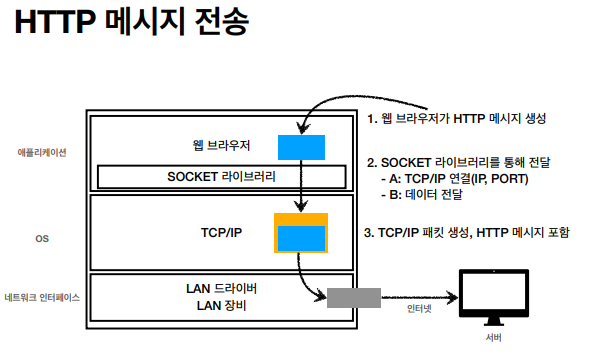 HTTP 메시지 전송
1. 웹 브라우저가 HTTP 메시지 생성
애플리케이션
웹 브라우저
SOCKET 라이브러리
2. SOCKET 라이브러리를 통해 전달
- A: TCP/IP 연결(IP, PORT)
- B: 데이터 전달
OS
TCP/IP
3. TCP/IP 패킷 생성, HTTP 메시지 포함
네트워크 인터페이스
LAN 드라이버
LAN 장비
인터넷
서버